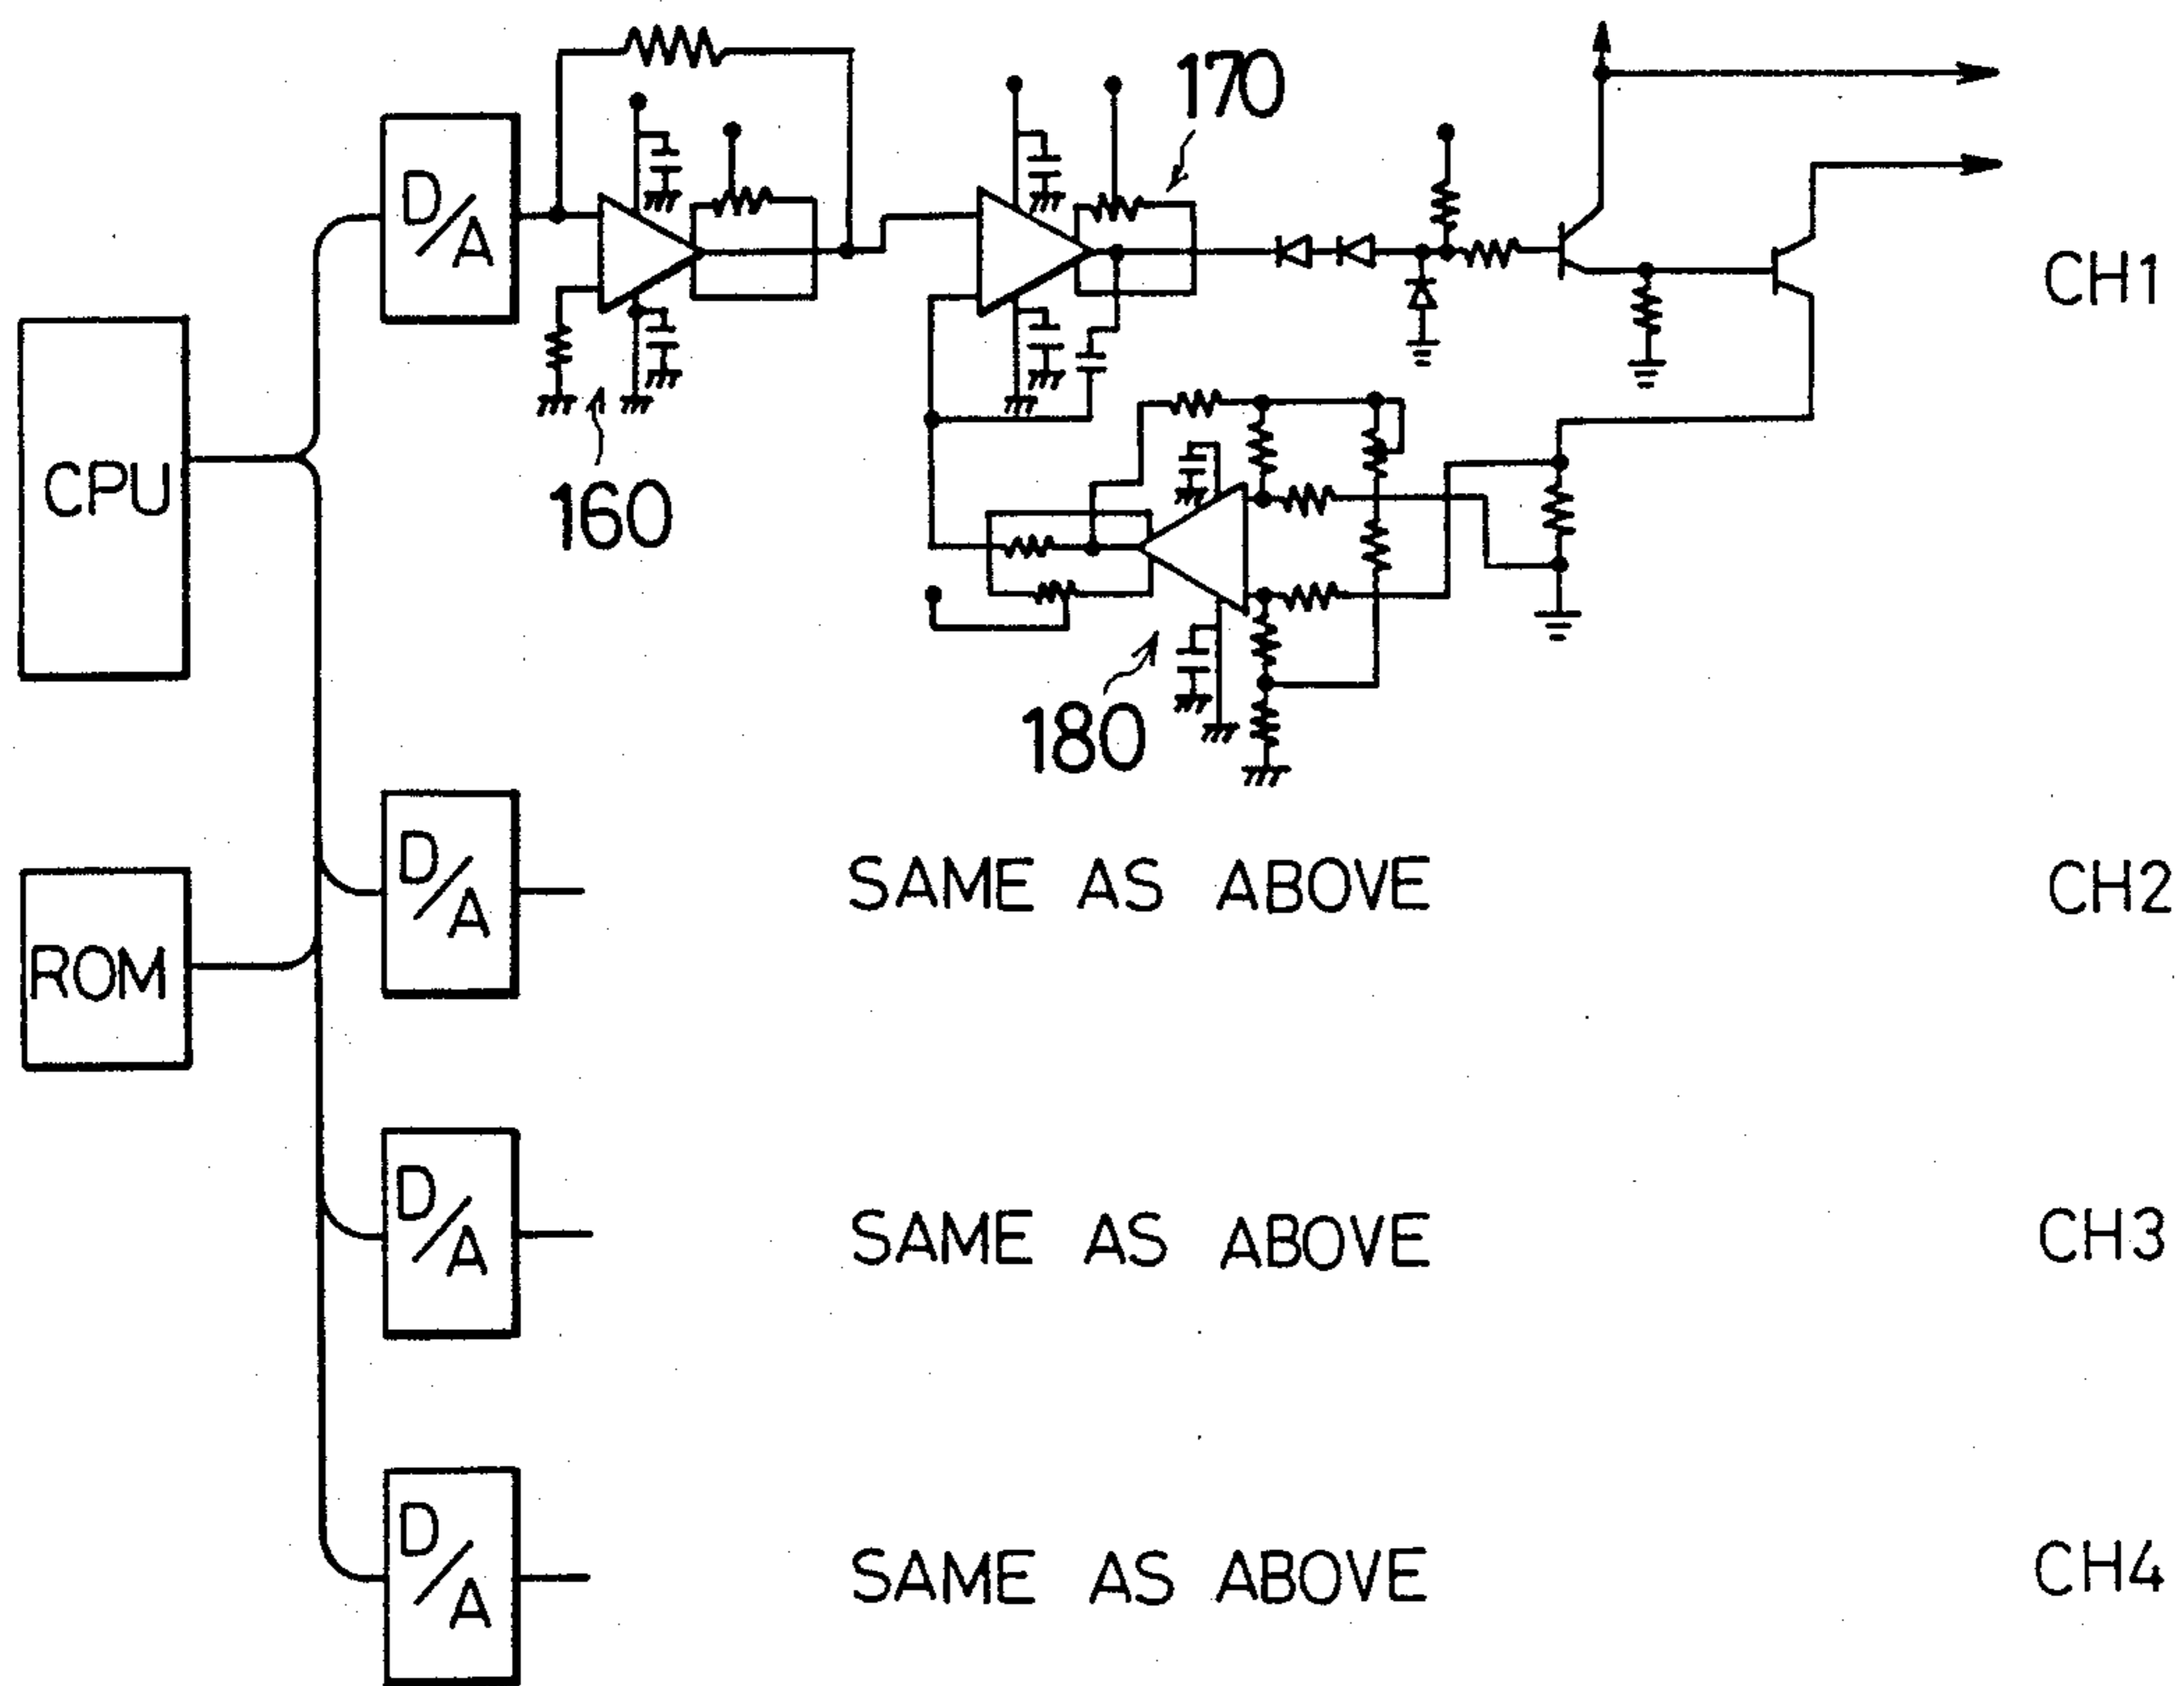 170
D/A
CH1
CPU
160
180
D/A
SAME AS ABOVE
CH2
ROM
D/A
SAME AS ABOVE
CH3
D/A
SAME AS ABOVE
CH4